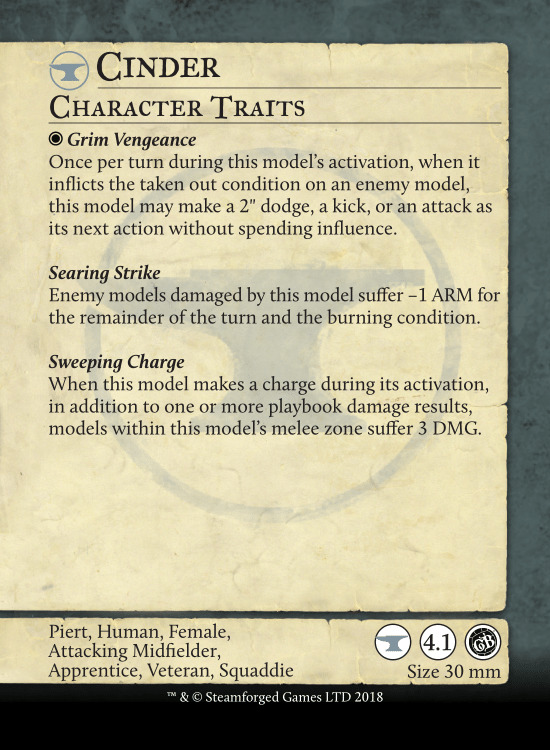 Cinder
Character Traits
Grim Vengeance
Once per turn during this model's activation, when it
inflicts the taken out condition on an enemy model,
this model may make a 2" dodge, a kick, or an attack as
its next action without spending influence.
Searing Strike
Enemy models damaged by this model suffer –1 ARM for
the remainder of the turn and the burning condition.
Sweeping Charge
When this model makes a charge during its activation,
in addition to one or more playbook damage results,
models within this model's melee zone suffer 3 DMG.
Piert, Human, Female,
Attacking Midfielder,
Apprentice, Veteran, Squaddie
4.1
GB
Size 30 mm
™ & © Steamforged Games LTD 2018